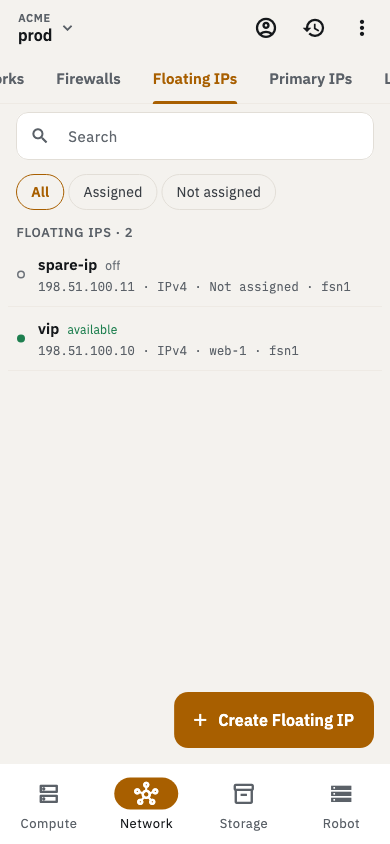 ACME
prod
rks Firewalls Floating IPs Primary IPs L
Search
All Assigned Not assigned
FLOATING IPS · 2
spare-ip off
198.51.100.11 · IPv4 · Not assigned · fsn1
vip available
198.51.100.10 · IPv4 · web-1 · fsn1
+ Create Floating IP
Compute Network Storage Robot